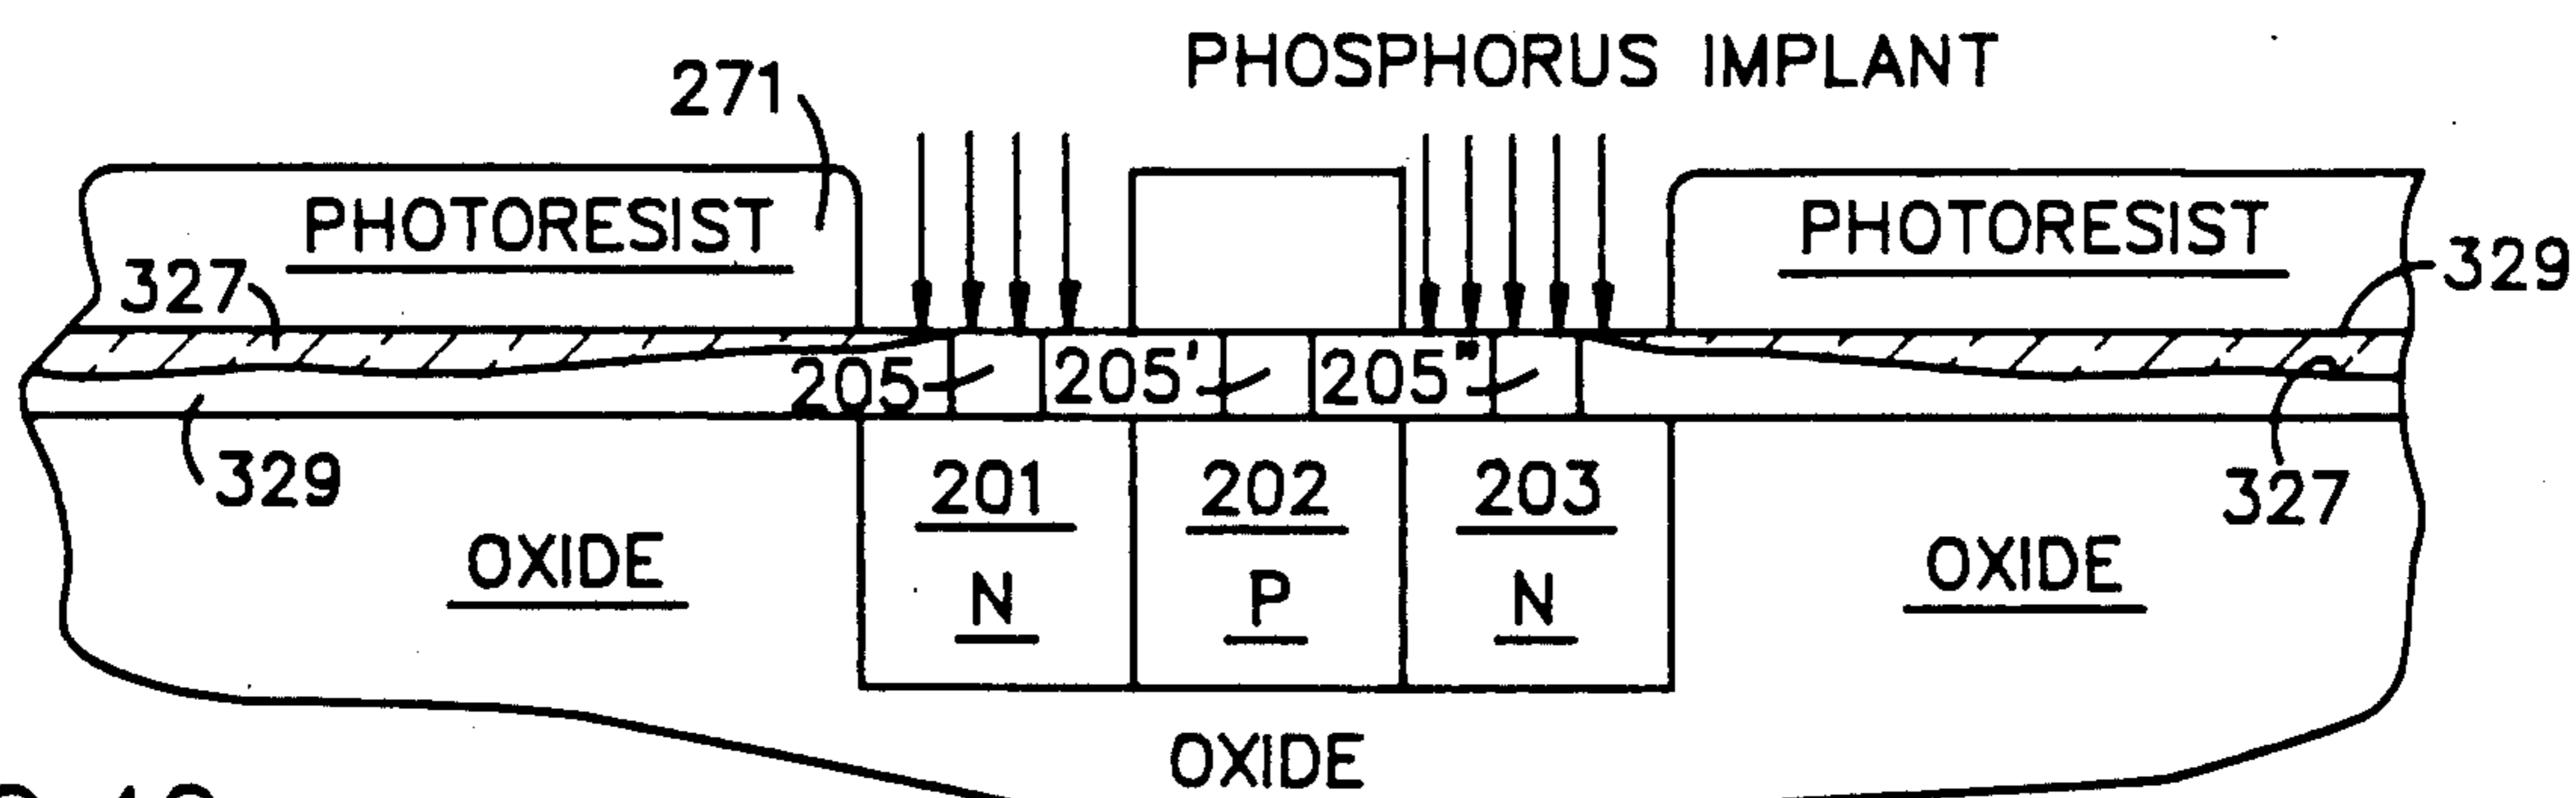 PHOSPHORUS IMPLANT
271
PHOTORESIST
PHOTORESIST
327
329
205
205'
205"
329
201
202
203
327
N
P
N
OXIDE
OXIDE
OXIDE